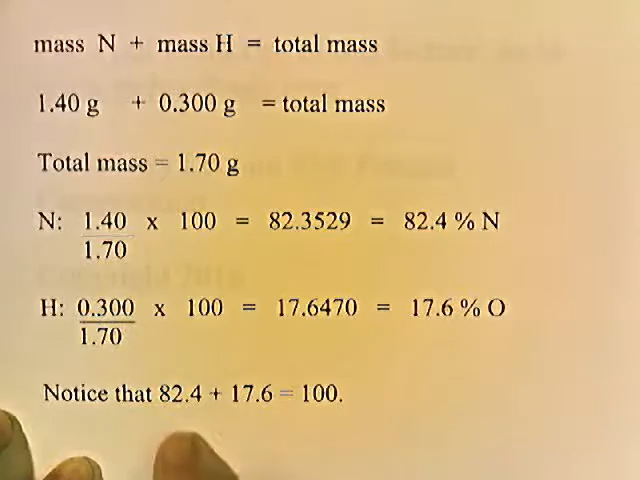 mass N + mass H = total mass
1.40 g + 0.300 g = total mass
Total mass = 1.70 g
N: 1.40 x 100 = 82.3529 = 82.4 % N
1.70
H: 0.300 x 100 = 17.6470 = 17.6 % O
1.70
Notice that 82.4 + 17.6 = 100.